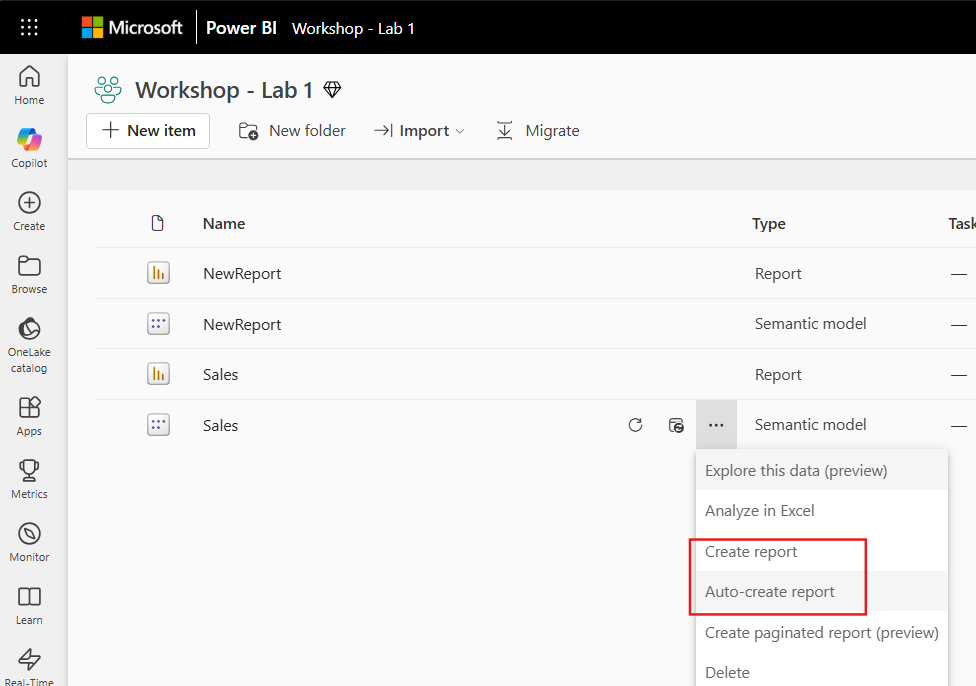 Microsoft Power BI Workshop - Lab 1
Home
Copilot
Create
Browse
OneLake
catalog
Apps
Metrics
Monitor
Learn
Real-Time
Workshop - Lab 1
New item New folder Import Migrate
Name Type Task
NewReport Report —
NewReport Semantic model —
Sales Report —
Sales ... Semantic model —
Explore this data (preview)
Analyze in Excel
Create report
Auto-create report
Create paginated report (preview)
Delete